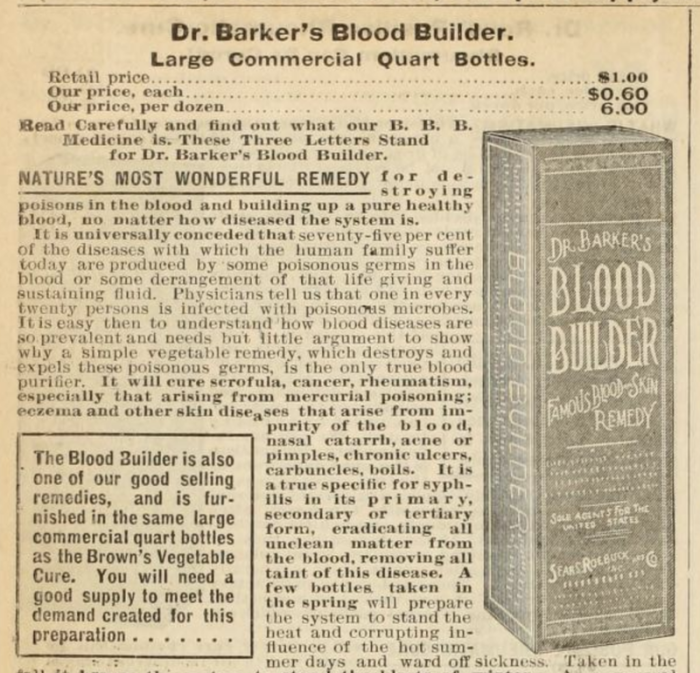 Dr. Barker's Blood Builder.
Large Commercial Quart Bottles.
Retail price........................................................$1.00
Our price, each........................................................$0.60
Our price, per dozen........................................................6.00
Read Carefully and find out what our B. B. B.
Medicine is. These Three Letters Stand
for Dr. Barker's Blood Builder.
NATURE'S MOST WONDERFUL REMEDY for de-
stroying
poisons in the blood and building up a pure healthy
blood, no matter how diseased the system is.
It is universally conceded that seventy-five per cent
of the diseases with which the human family suffer
today are produced by some poisonous germs in the
blood or some derangement of that life giving and
sustaining fluid. Physicians tell us that one in every
twenty persons is infected with poisonous microbes.
It is easy then to understand how blood diseases are
so prevalent and needs but little argument to show
why a simple vegetable remedy, which destroys and
expels these poisonous germs, is the only true blood
purifier. It will cure scrofula, cancer, rheumatism,
especially that arising from mercurial poisoning;
eczema and other skin diseases that arise from im-
purity of the blood,
nasal catarrh, acne or
pimples, chronic ulcers,
carbuncles, boils. It is
a true specific for syph-
ilis in its primary,
secondary or tertiary
form, eradicating all
unclean matter from
the blood, removing all
taint of this disease. A
few bottles taken in
the spring will prepare
the system to stand the
heat and corrupting in-
fluence of the hot sum-
mer days and ward off sickness. Taken in the
The Blood Builder is also
one of our good selling
remedies, and is fur-
nished in the same large
commercial quart bottles
as the Brown's Vegetable
Cure. You will need a
good supply to meet the
demand created for this
preparation . . . . . . .
DR. BARKER'S
BLOOD
BUILDER
FAMOUS BLOOD AND SKIN
REMEDY
SOLE AGENTS FOR THE
UNITED STATES
SEARS, ROEBUCK AND CO
INC.
BLOOD BUILDER